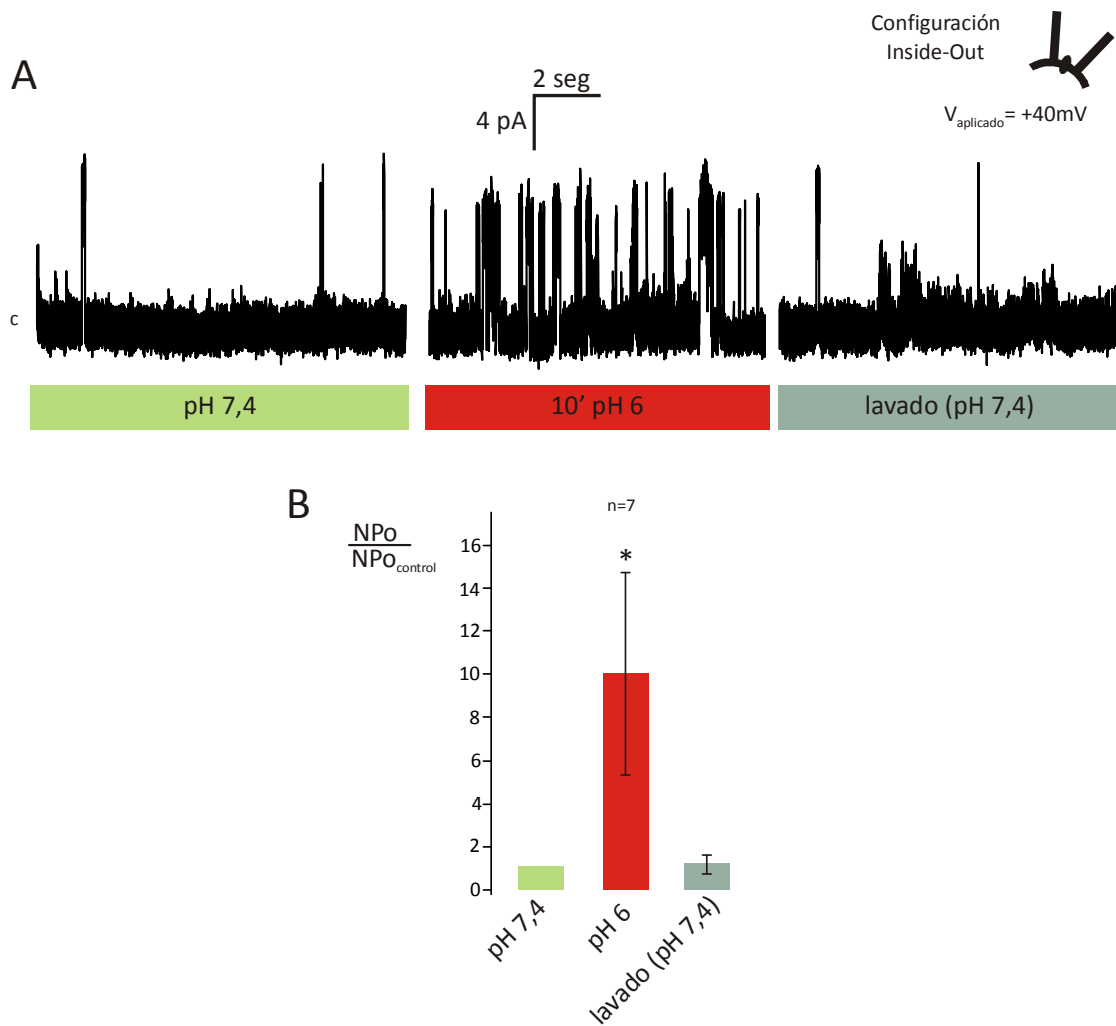 Configuración
Inside-Out
A
2 seg
4 pA
Vaplicado= +40mV
c
pH 7,4
10' pH 6
lavado (pH 7,4)
B
n=7
NPo
NPocontrol
*
16
14
12
10
8
6
4
2
0
pH 7,4
pH 6
lavado (pH 7,4)